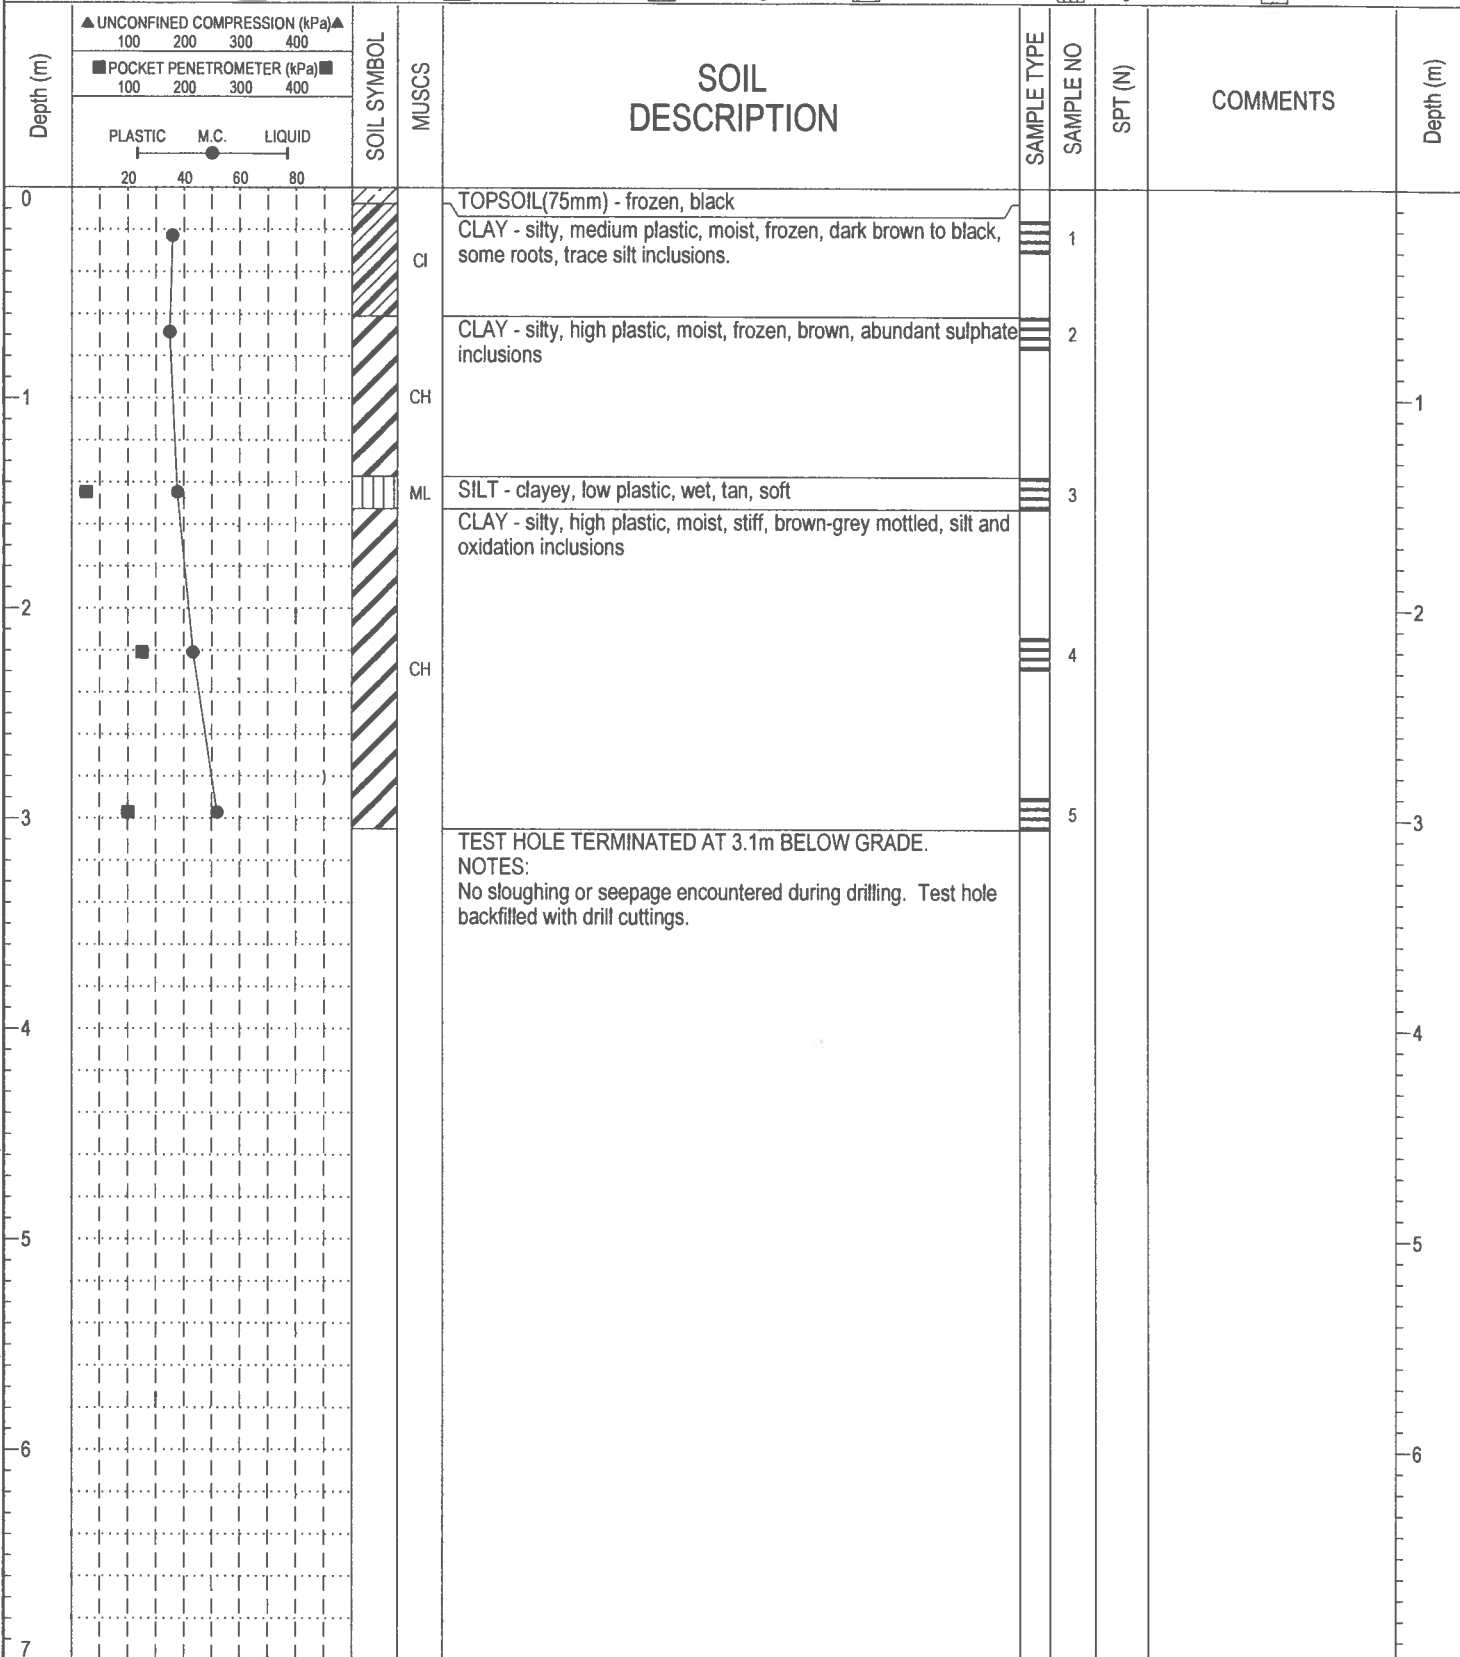 ▲UNCONFINED COMPRESSION (kPa)▲
100 200 300 400
■POCKET PENETROMETER (kPa)■
100 200 300 400
PLASTIC M.C. LIQUID
20 40 60 80
Depth (m)
SOIL SYMBOL
MUSCS
SOIL
DESCRIPTION
SAMPLE TYPE
SAMPLE NO
SPT (N)
COMMENTS
Depth (m)
0
TOPSOIL(75mm) - frozen, black
CLAY - silty, medium plastic, moist, frozen, dark brown to black,
some roots, trace silt inclusions.
CI
1
CLAY - silty, high plastic, moist, frozen, brown, abundant sulphate
inclusions
2
1
CH
1
ML
SILT - clayey, low plastic, wet, tan, soft
3
CLAY - silty, high plastic, moist, stiff, brown-grey mottled, silt and
oxidation inclusions
2
2
CH
4
3
5
3
TEST HOLE TERMINATED AT 3.1m BELOW GRADE.
NOTES:
No sloughing or seepage encountered during drilling. Test hole
backfilled with drill cuttings.
4
4
5
5
6
6
7